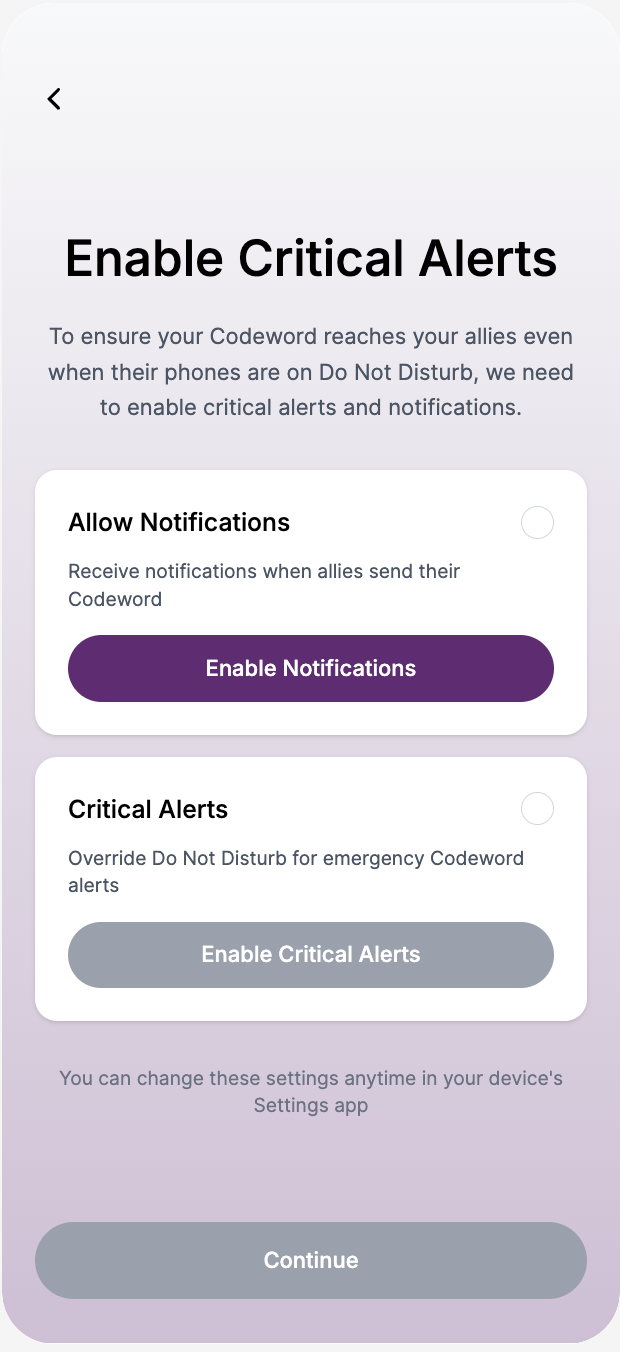 Enable Critical Alerts
To ensure your Codeword reaches your allies even
when their phones are on Do Not Disturb, we need
to enable critical alerts and notifications.
Allow Notifications
Receive notifications when allies send their
Codeword
Enable Notifications
Critical Alerts
Override Do Not Disturb for emergency Codeword
alerts
Enable Critical Alerts
You can change these settings anytime in your device's
Settings app
Continue